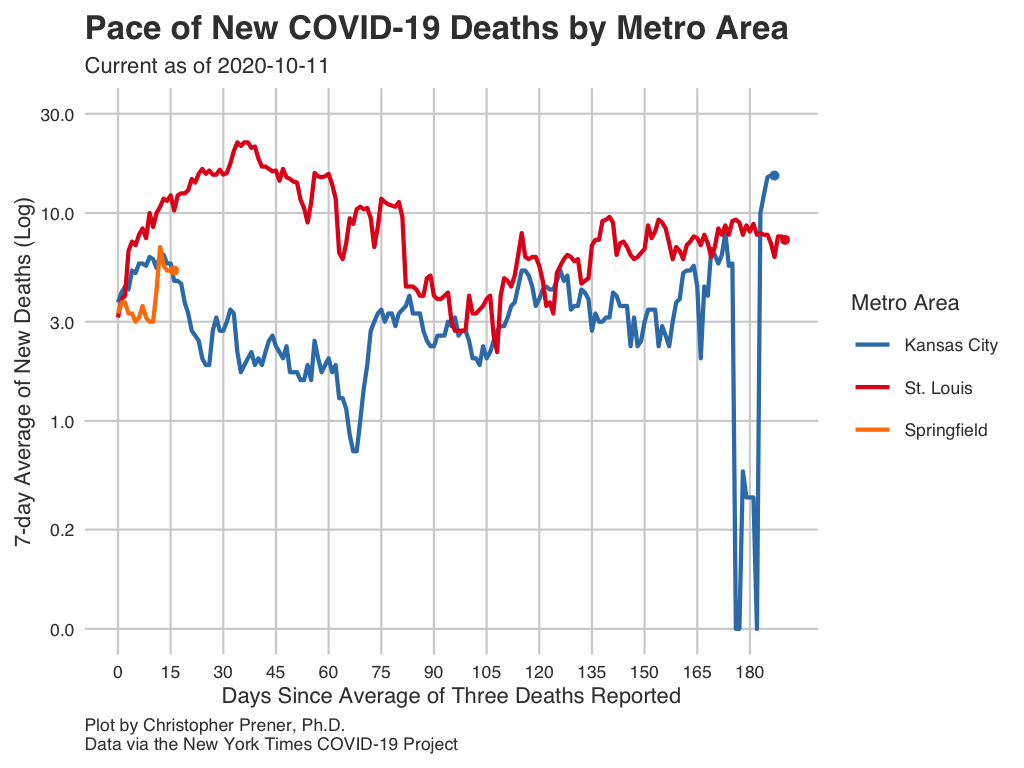 Pace of New COVID-19 Deaths by Metro Area
Current as of 2020-10-11
7-day Average of New Deaths (Log)
30.0
10.0
3.0
1.0
0.2
0.0
0 15 30 45 60 75 90 105 120 135 150 165 180
Days Since Average of Three Deaths Reported
Metro Area
Kansas City
St. Louis
Springfield
Plot by Christopher Prener, Ph.D.
Data via the New York Times COVID-19 Project